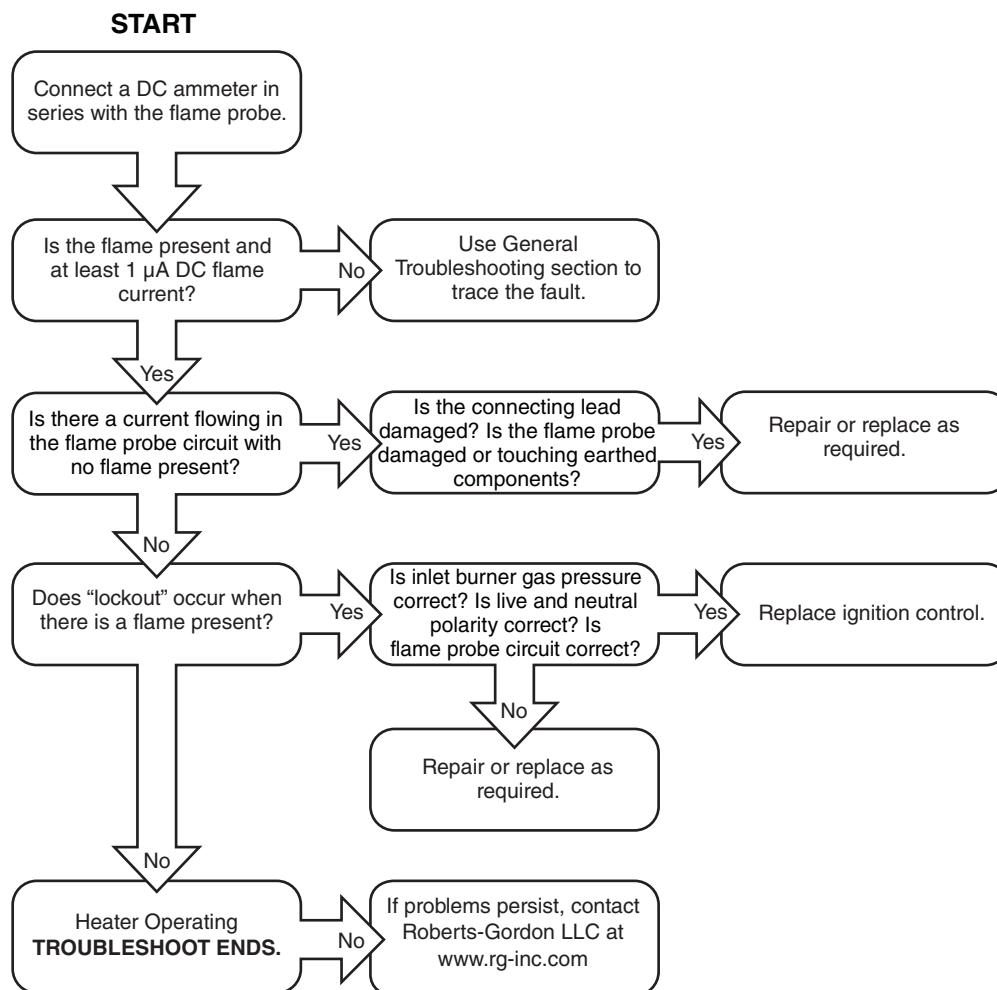 START
Connect a DC ammeter in
series with the flame probe.
Is the flame present and
at least 1 µA DC flame
current?
No
Use General
Troubleshooting section to
trace the fault.
Yes
Is there a current flowing in
the flame probe circuit with
no flame present?
Yes
Is the connecting lead
damaged? Is the flame probe
damaged or touching earthed
components?
Yes
Repair or replace as
required.
No
Does “lockout” occur when
there is a flame present?
Yes
Is inlet burner gas pressure
correct? Is live and neutral
polarity correct? Is
flame probe circuit correct?
Yes
Replace ignition control.
No
Repair or replace as
required.
No
Heater Operating
TROUBLESHOOT ENDS.
No
If problems persist, contact
Roberts-Gordon LLC at
www.rg-inc.com